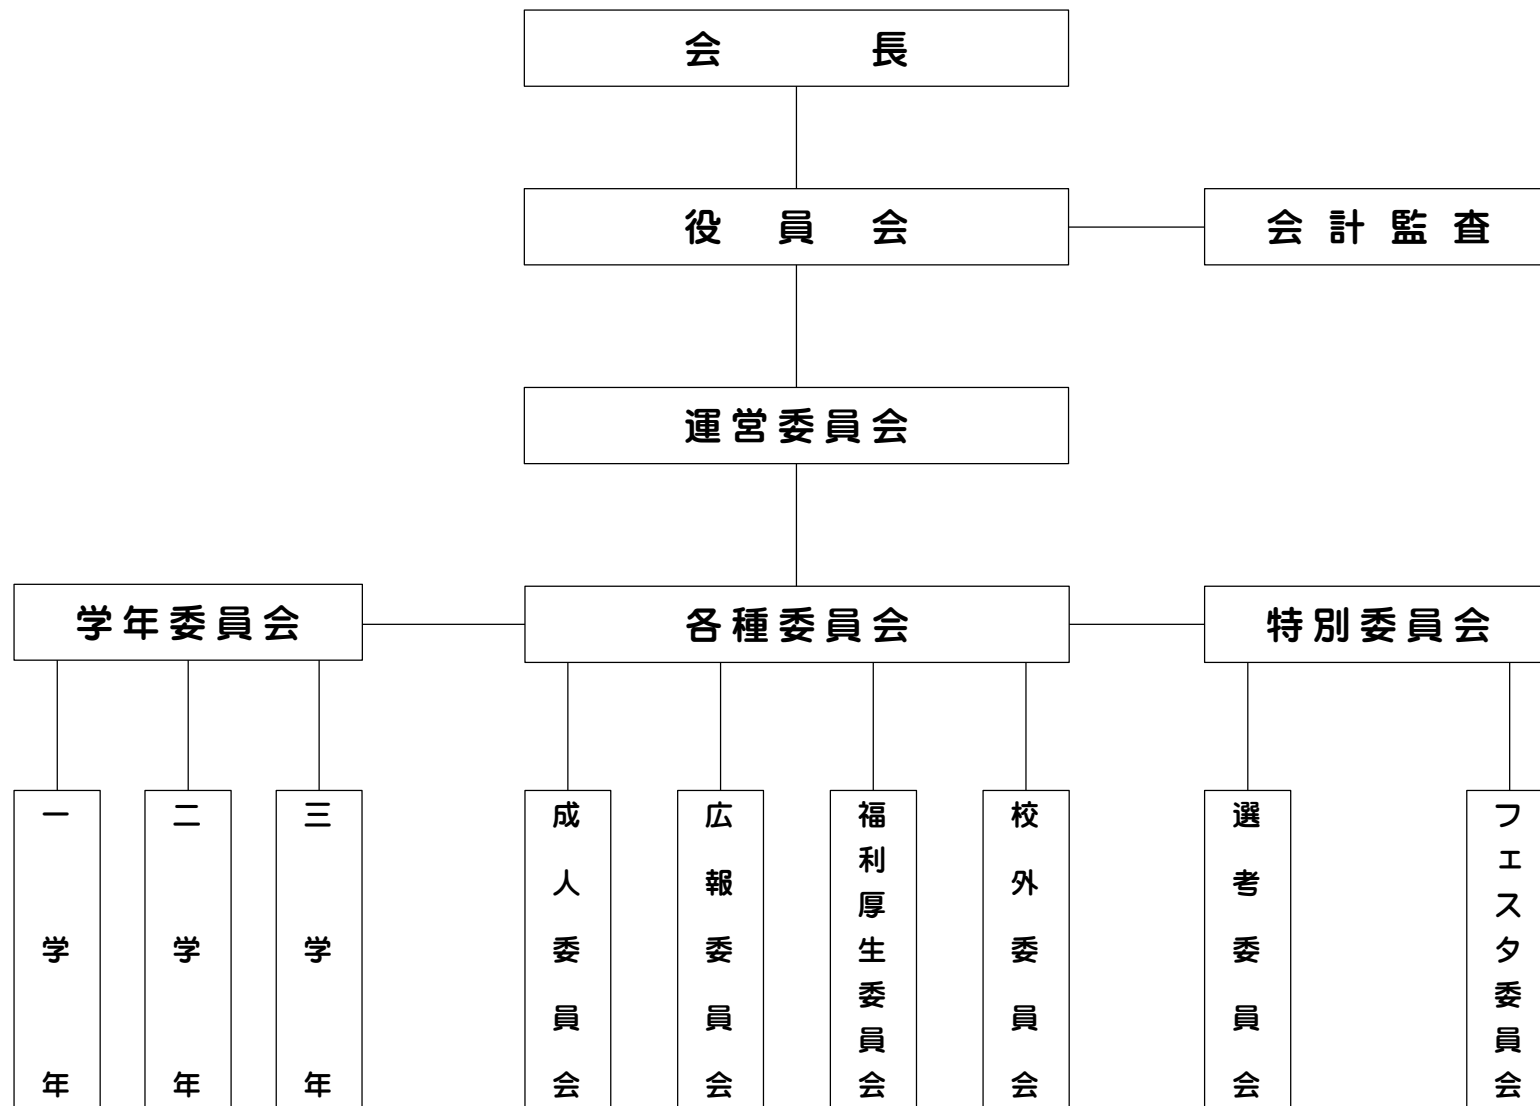 会長
役員会
会計監査
運営委員会
学年委員会
各種委員会
特別委員会
一学年
二学年
三学年
成人委員会
広報委員会
福利厚生委員会
校外委員会
選考委員会
フェスタ委員会